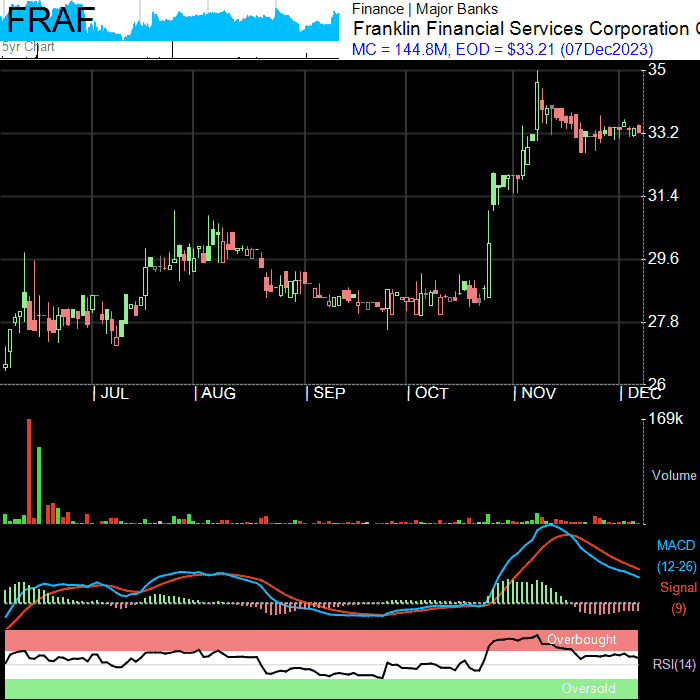 FRAF
5yr Chart
Finance | Major Banks
Franklin Financial Services Corporation
MC = 144.8M, EOD = $33.21 (07Dec2023)
35
33.2
31.4
29.6
27.8
26
JUL
AUG
SEP
OCT
NOV
DEC
169k
Volume
MACD
(12-26)
Signal
(9)
Overbought
RSI(14)
Oversold